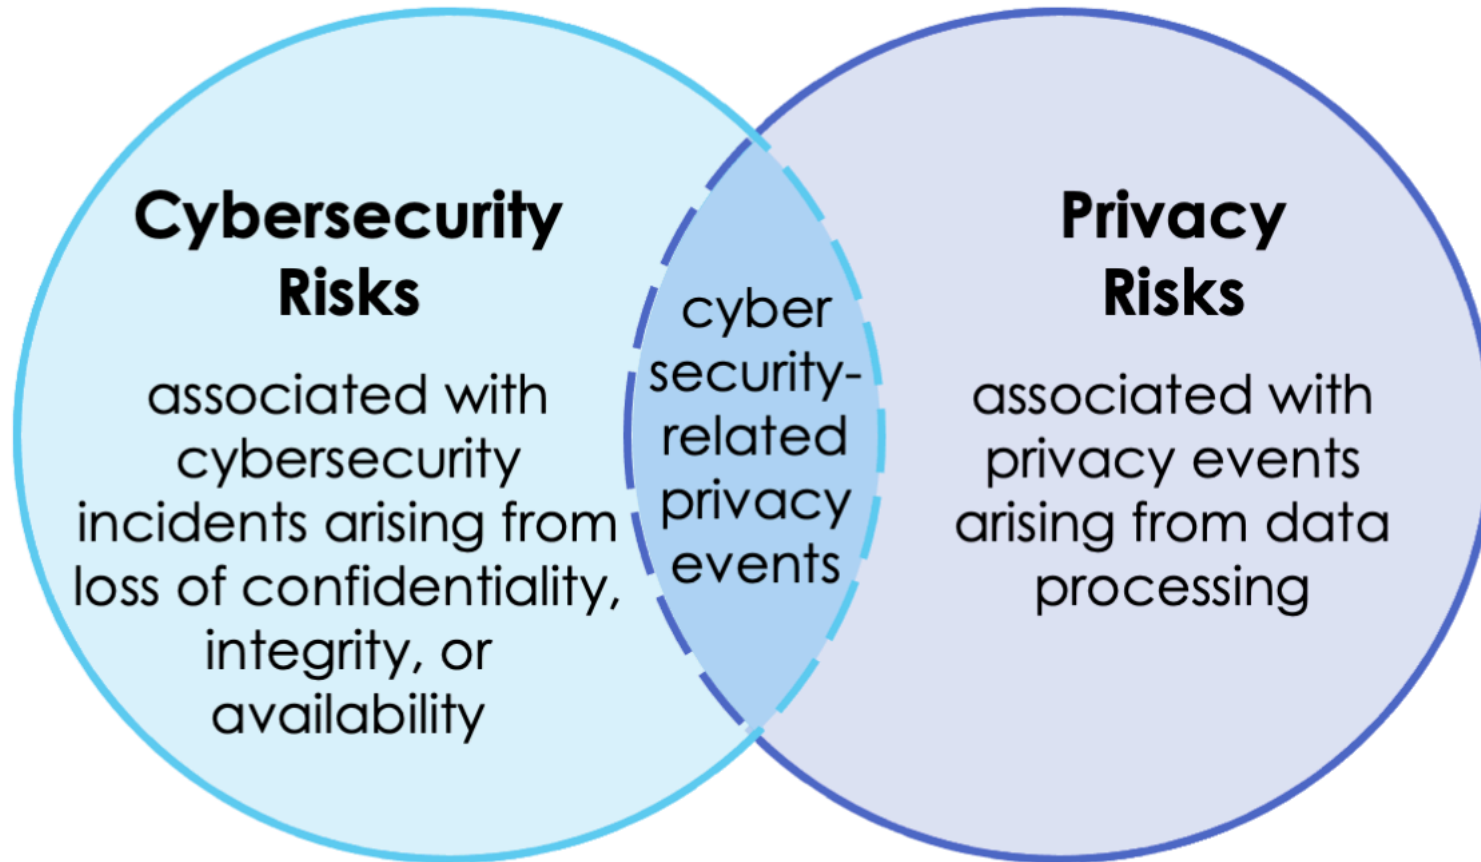 Cybersecurity
Risks
associated with
cybersecurity
incidents arising from
loss of confidentiality,
integrity, or
availability
cyber
security-
related
privacy
events
Privacy
Risks
associated with
privacy events
arising from data
processing